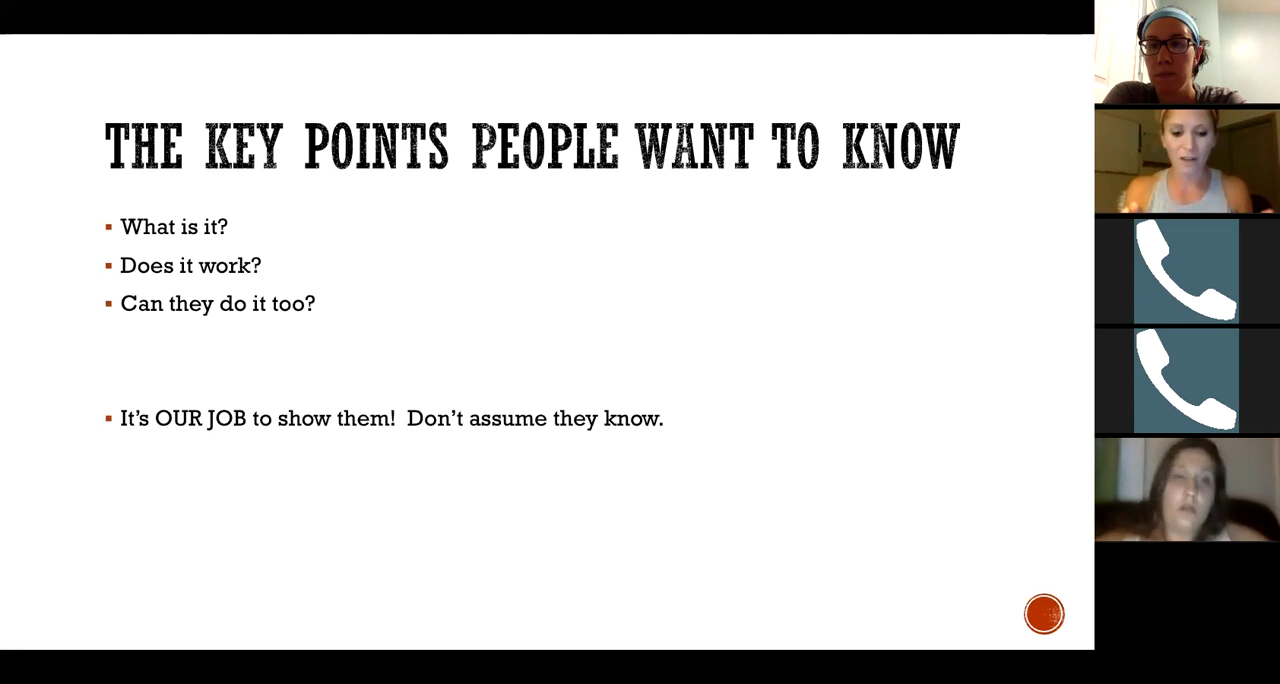 THE KEY POINTS PEOPLE WANT TO KNOW
What is it?
Does it work?
Can they do it too?
It's OUR JOB to show them! Don't assume they know.